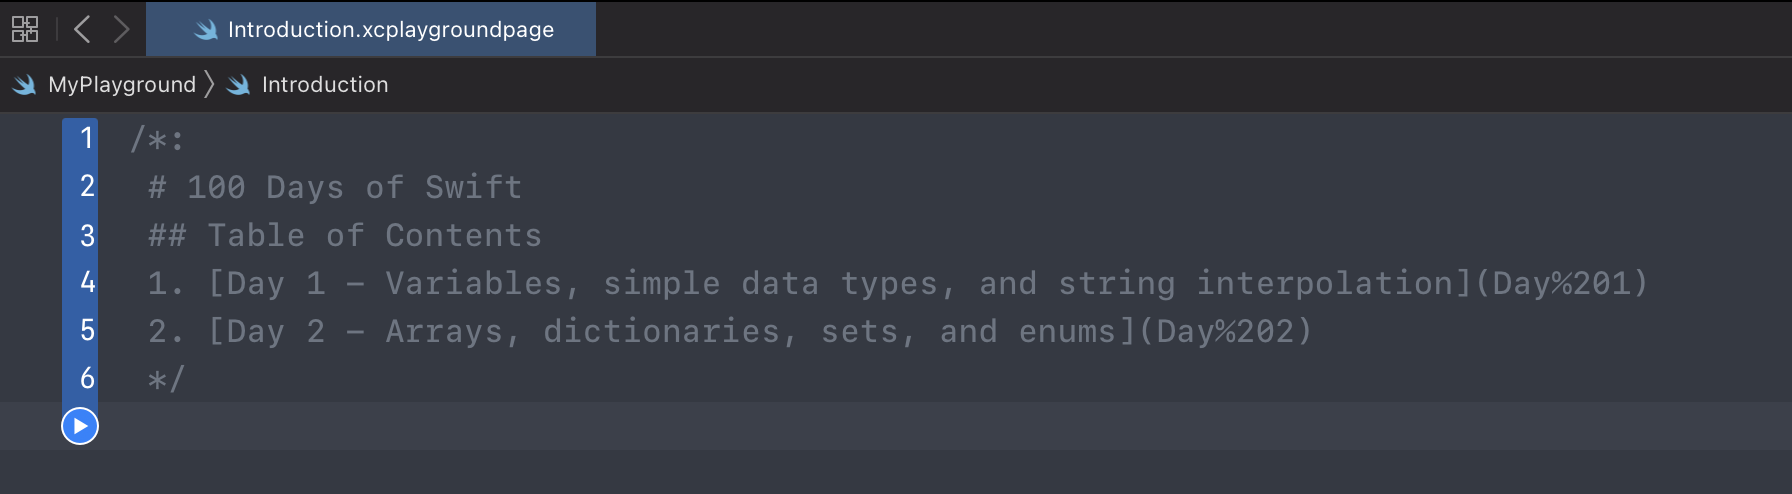 Introduction.xcplaygroundpage
MyPlayground Introduction
1 /*:
2 # 100 Days of Swift
3 ## Table of Contents
4 1. [Day 1 – Variables, simple data types, and string interpolation](Day%201)
5 2. [Day 2 – Arrays, dictionaries, sets, and enums](Day%202)
6 */